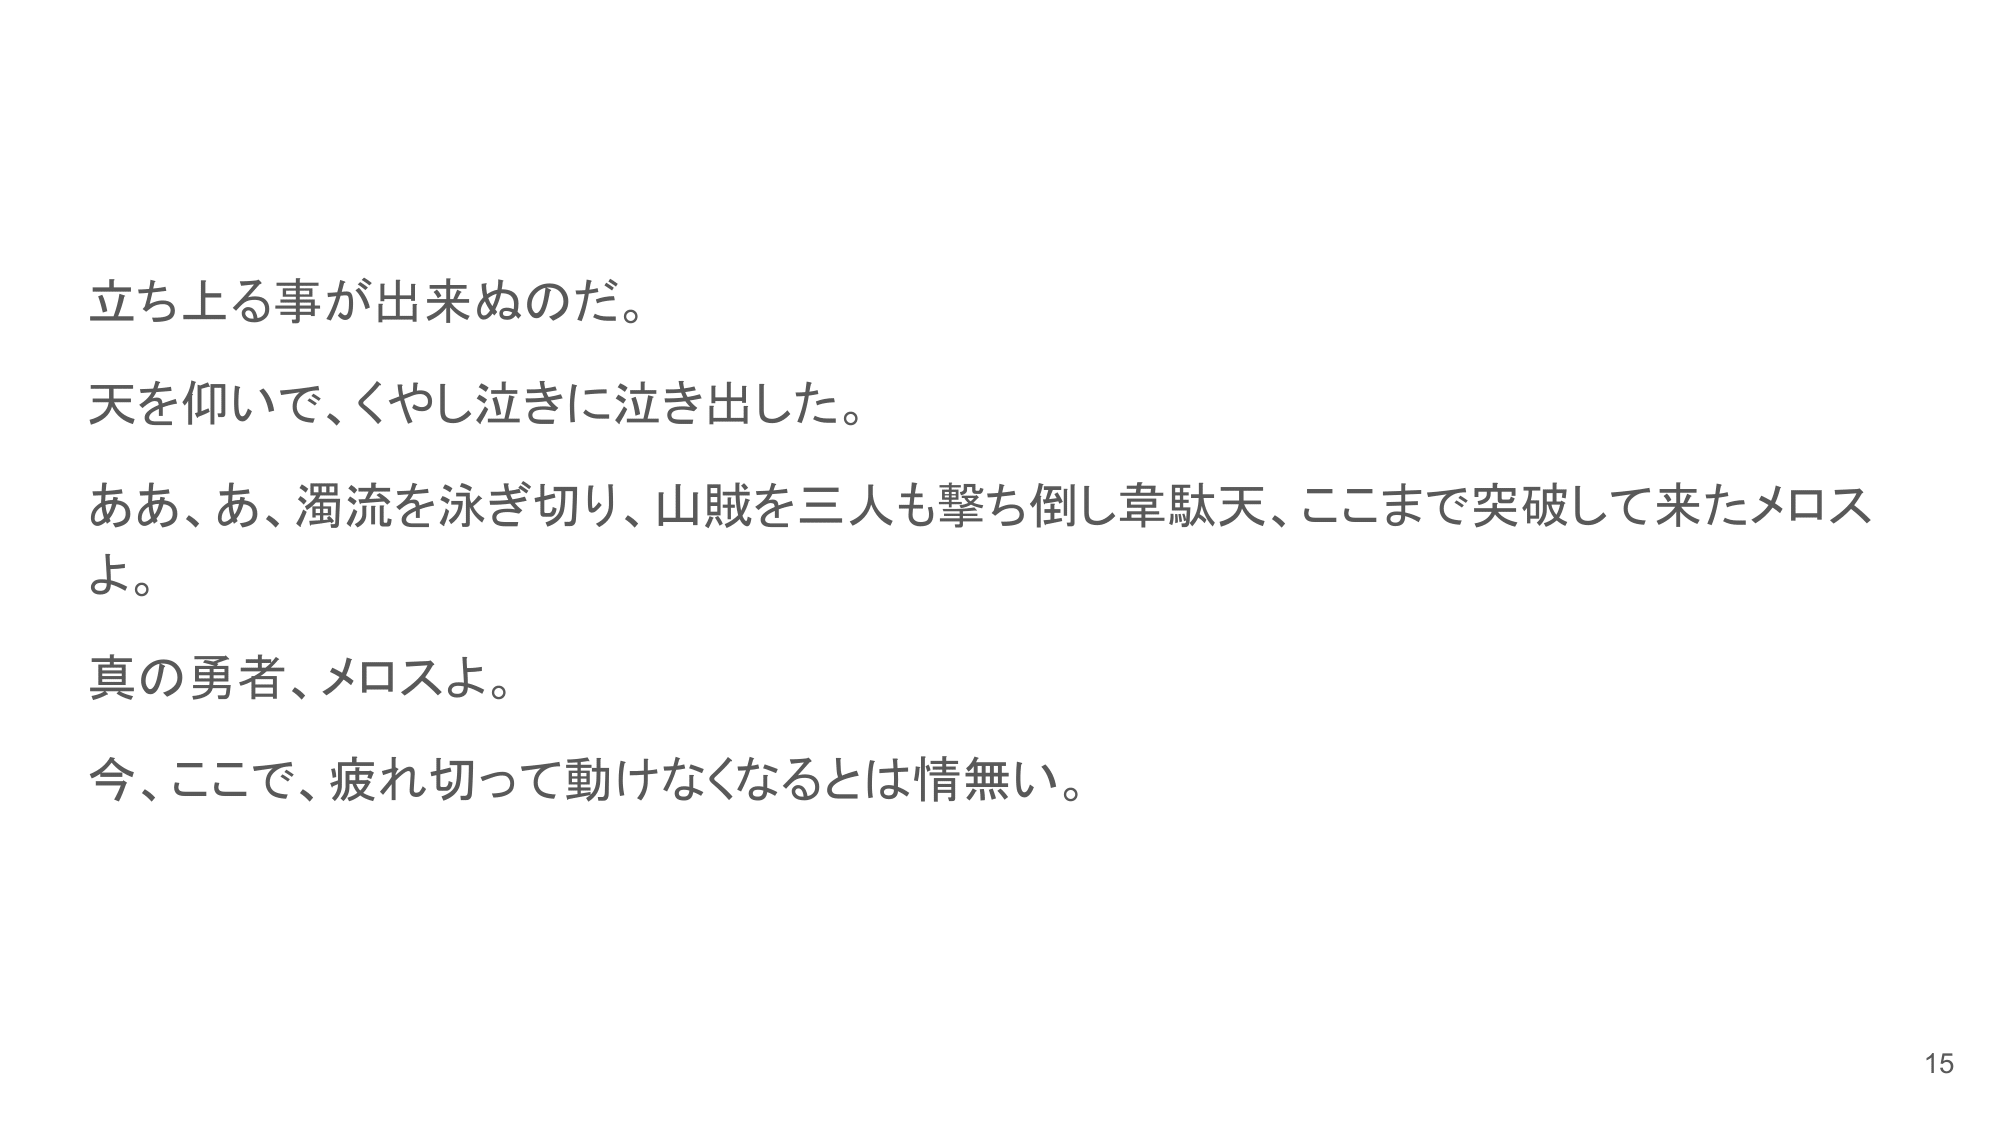 立ち上る事が出来ぬのだ。
天を仰いで、くやし泣きに泣き出した。
ああ、あ、濁流を泳ぎ切り、山賊を三人も撃ち倒し韋駄天、ここまで突破して来たメロス
よ。
真の勇者、メロスよ。
今、ここで、疲れ切って動けなくなるとは情無い。
15